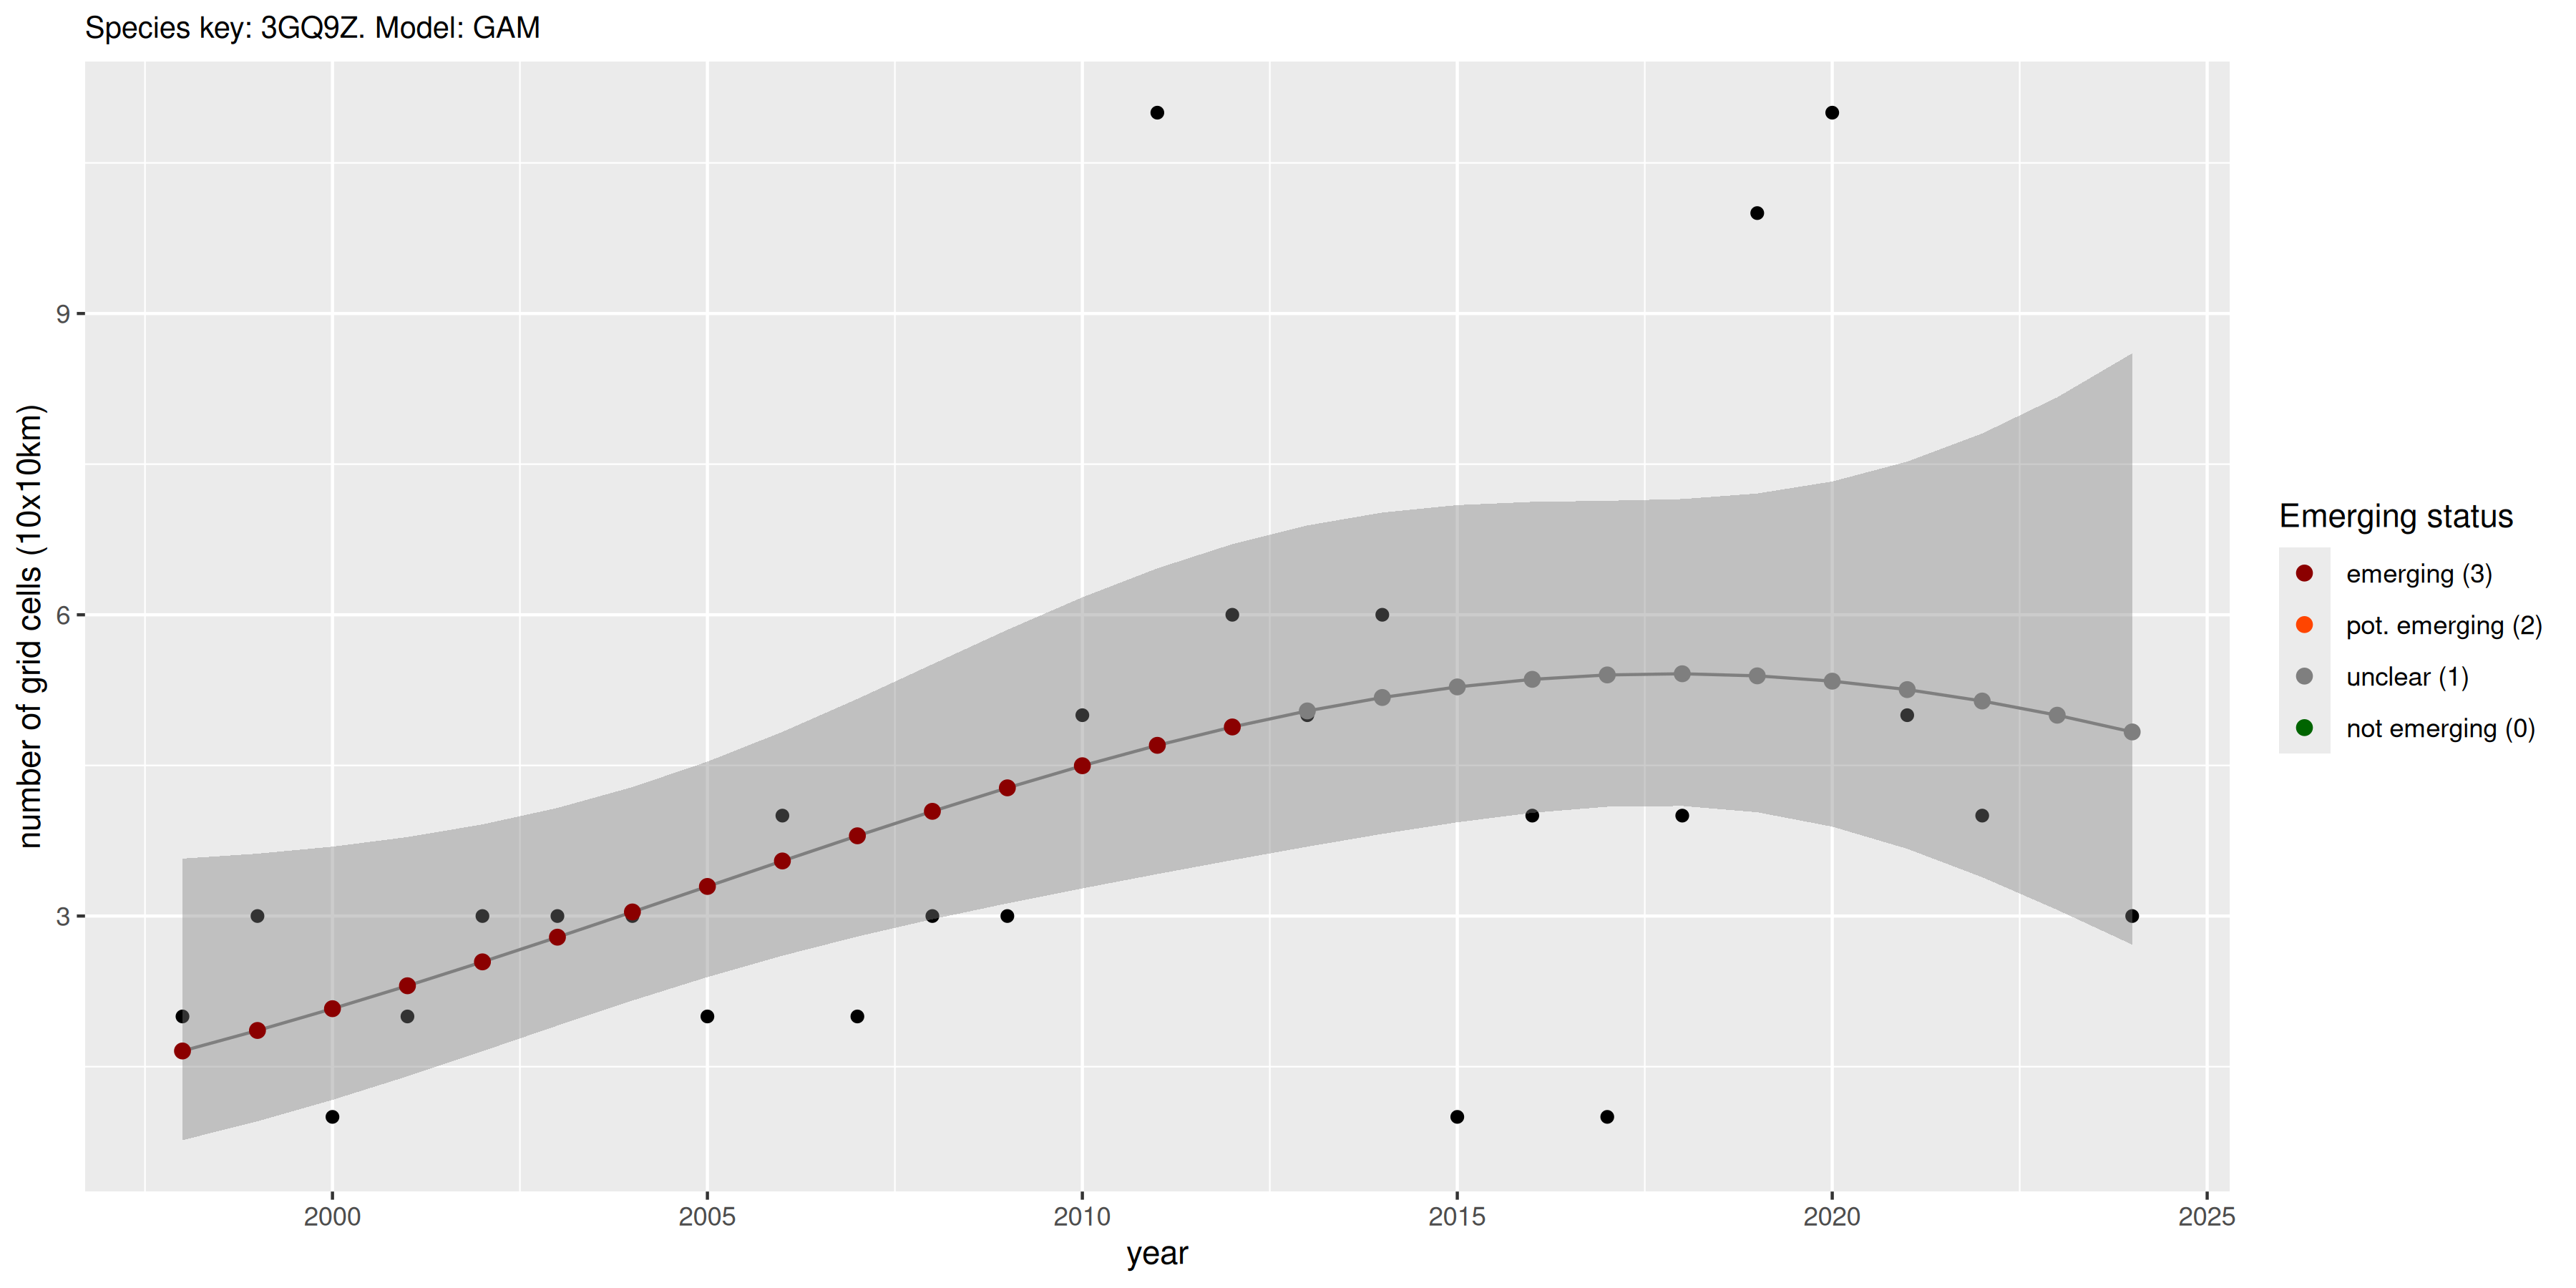 Species key: 3GQ9Z. Model: GAM
number of grid cells (10x10km)
9
6
3
2000
2005
2010
2015
2020
2025
year
Emerging status
emerging (3)
pot. emerging (2)
unclear (1)
not emerging (0)